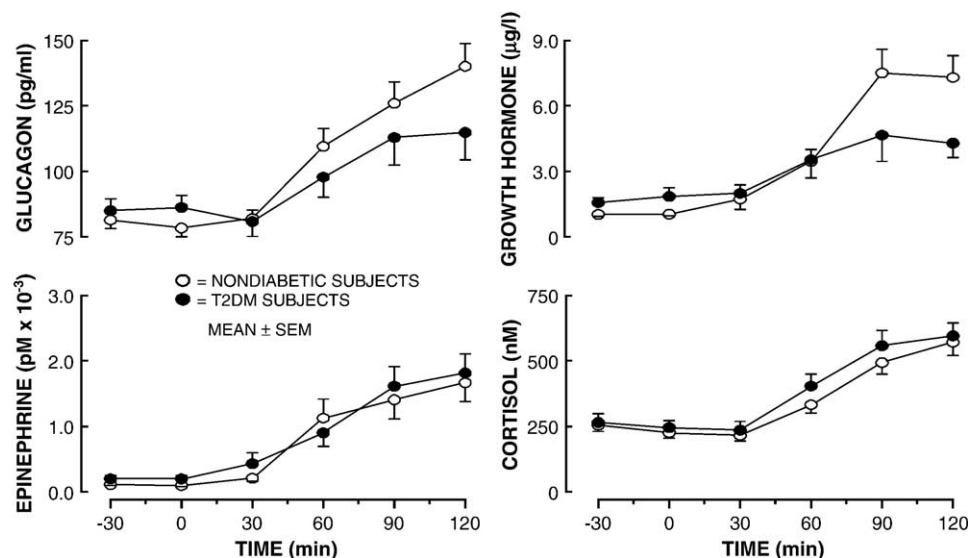 GLUCAGON (pg/ml)
150
125
100
75
GROWTH HORMONE (µg/l)
9.0
6.0
3.0
0
EPINEPHRINE (pM x 10-3)
3.0
2.0
1.0
0.0
○ = NONDIABETIC SUBJECTS
● = T2DM SUBJECTS
MEAN ± SEM
-30 0 30 60 90 120
TIME (min)
CORTISOL (nM)
750
500
250
0
-30 0 30 60 90 120
TIME (min)